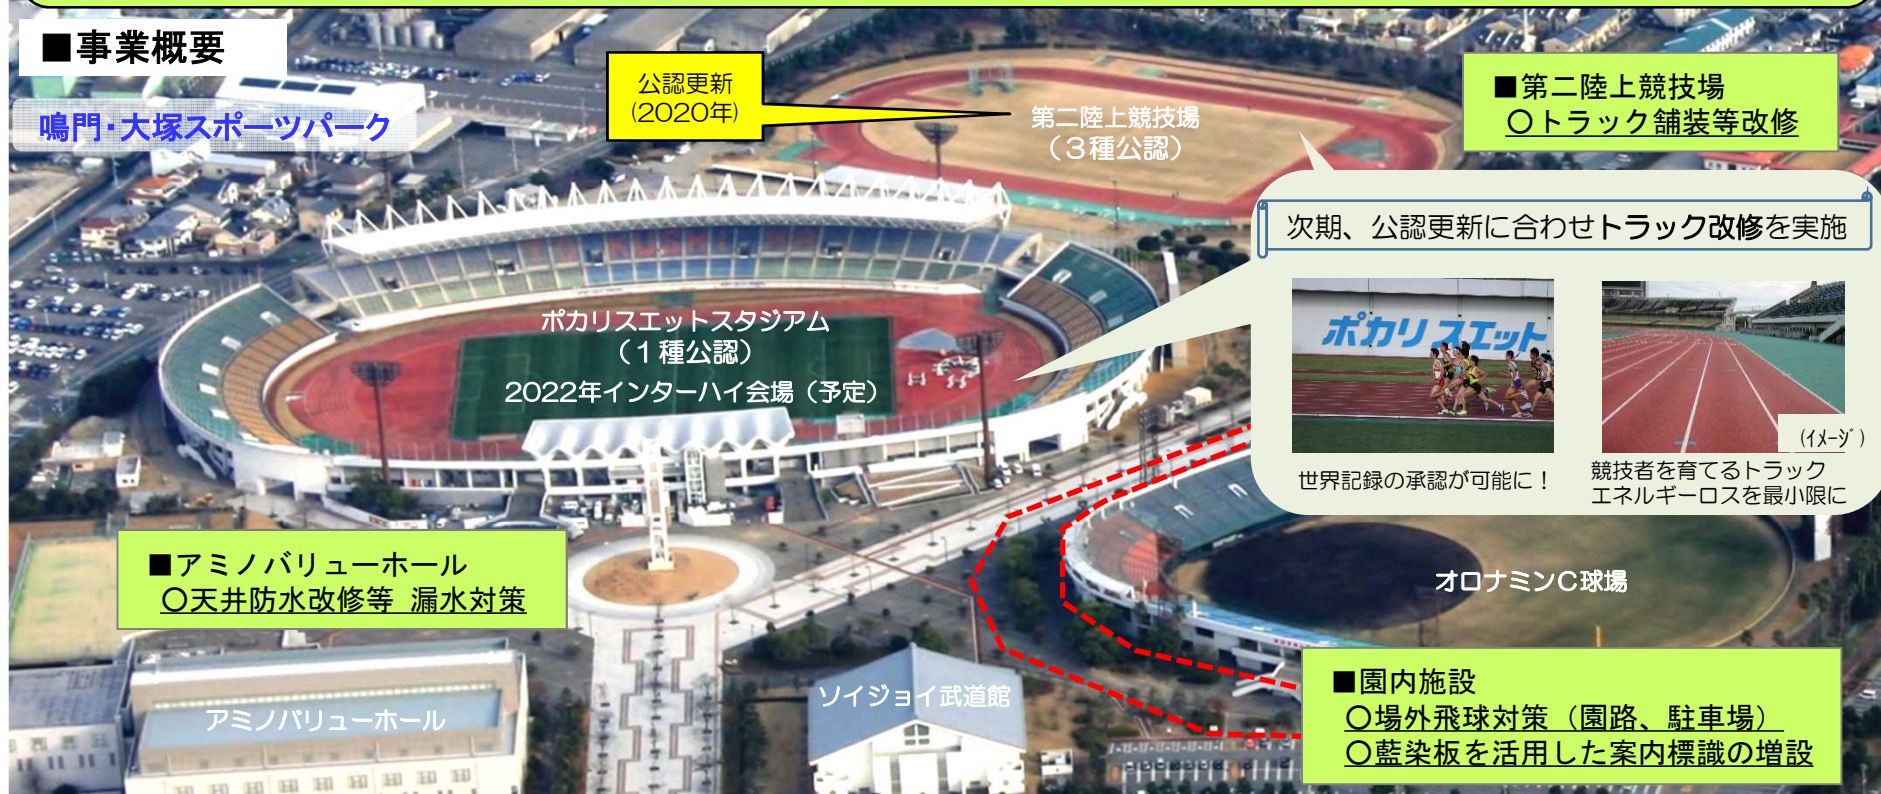 ■事業概要
鳴門・大塚スポーツパーク
公認更新
(2020年)
第二陸上競技場
（３種公認）
■第二陸上競技場
〇トラック舗装等改修
次期、公認更新に合わせトラック改修を実施
ポカリスエット
(ｲﾒｰｼﾞ)
世界記録の承認が可能に！
競技者を育てるトラック
エネルギーロスを最小限に
ポカリスエットスタジアム
（１種公認）
2022年インターハイ会場（予定）
■アミノバリューホール
〇天井防水改修等 漏水対策
オロナミンＣ球場
アミノバリューホール
ソイジョイ武道館
■園内施設
〇場外飛球対策（園路、駐車場）
〇藍染板を活用した案内標識の増設